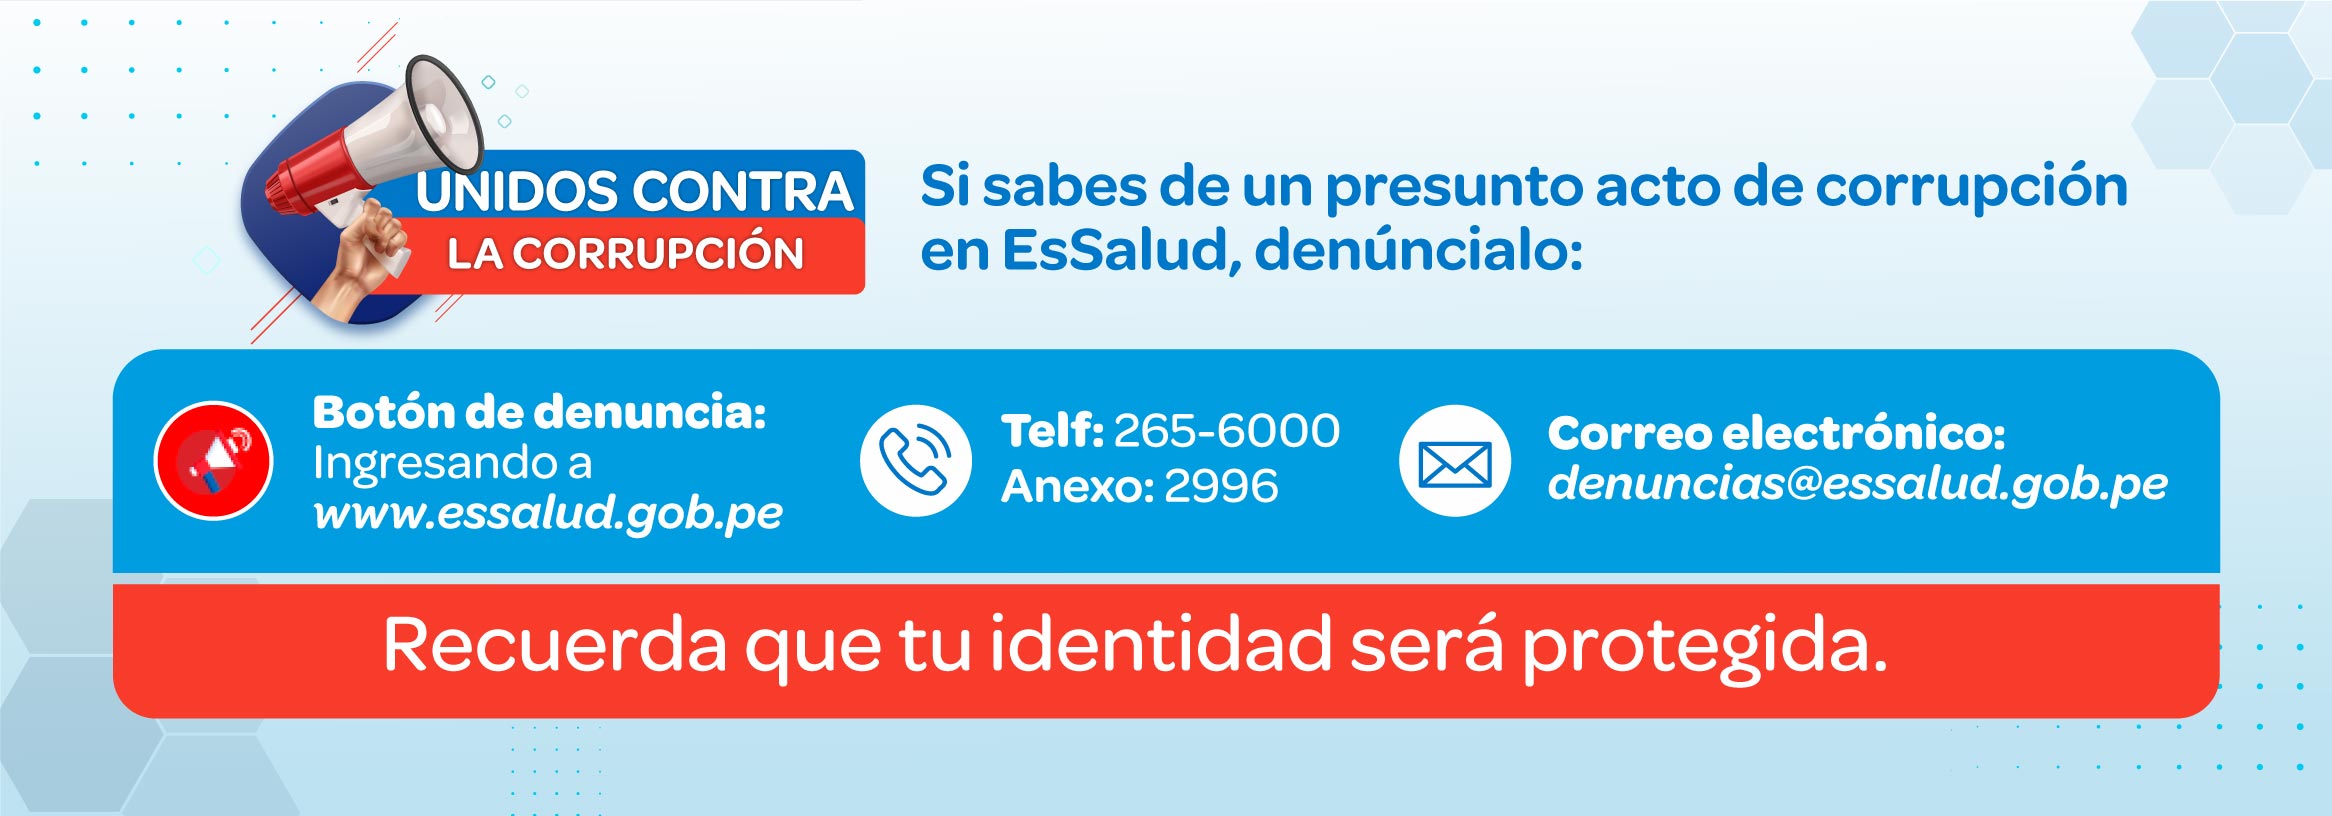 UNIDOS CONTRA
LA CORRUPCIÓN
Si sabes de un presunto acto de corrupción
en EsSalud, denúncialo:
Botón de denuncia:
Ingresando a
www.essalud.gob.pe
Telf: 265-6000
Anexo: 2996
Correo electrónico:
denuncias@essalud.gob.pe
Recuerda que tu identidad será protegida.